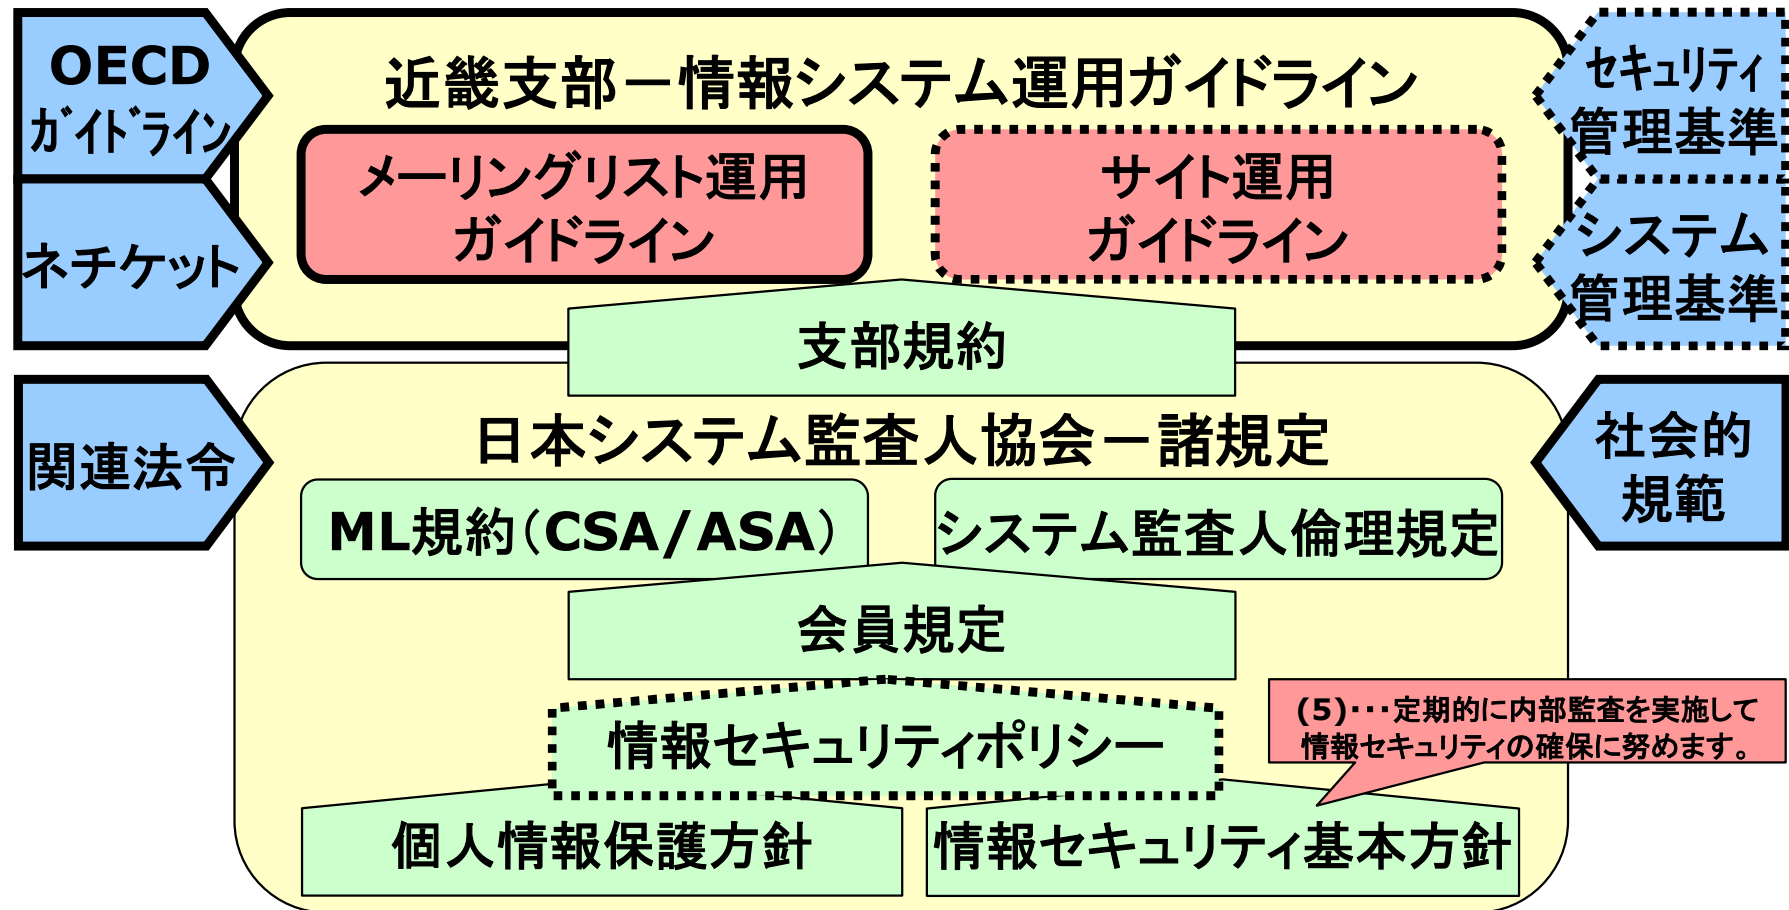 OECD
ｶﾞｲﾄﾞﾗｲﾝ
ネチケット
近畿支部－情報システム運用ガイドライン
メーリングリスト運用
ガイドライン
サイト運用
ガイドライン
セキュリティ
管理基準
システム
管理基準
支部規約
関連法令
日本システム監査人協会－諸規定
社会的
規範
ML規約（CSA/ASA）
システム監査人倫理規定
会員規定
情報セキュリティポリシー
(5)･･･定期的に内部監査を実施して
情報セキュリティの確保に努めます。
個人情報保護方針
情報セキュリティ基本方針